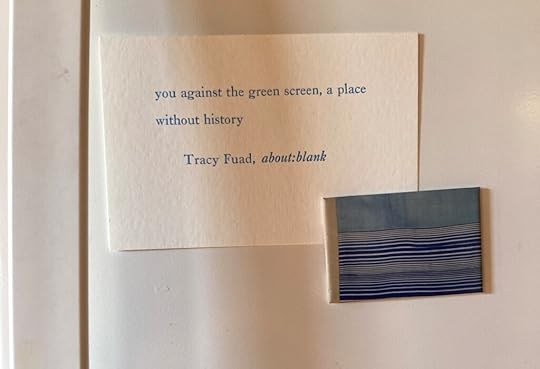 you against the green screen, a place
without history
Tracy Fuad, about:blank